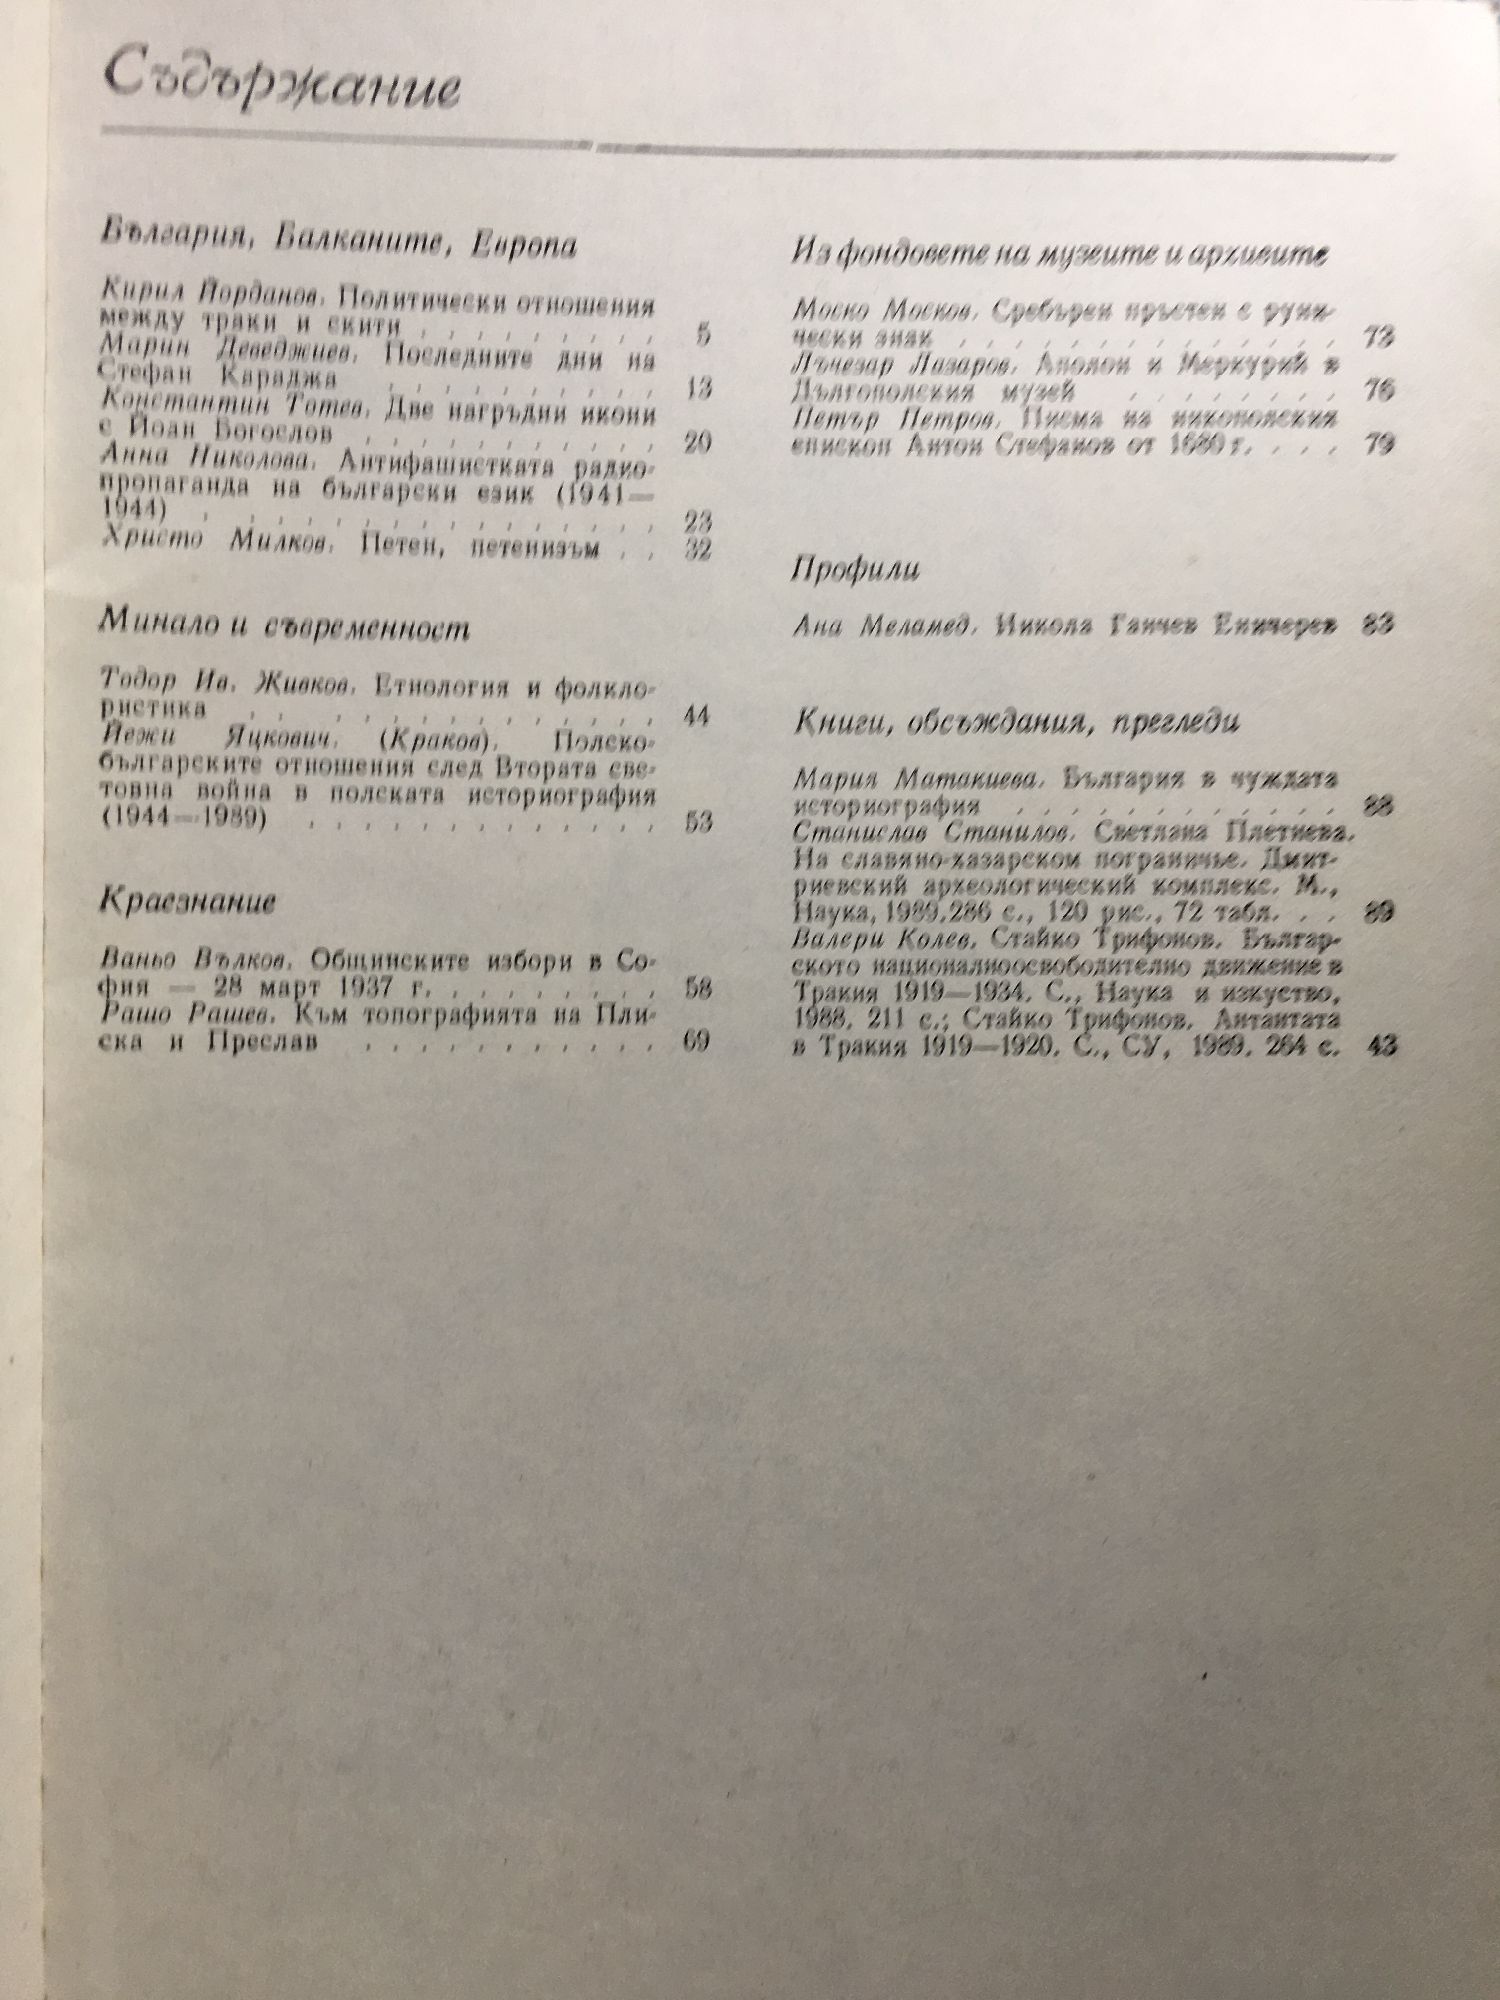 Съдържание
България, Балканите, Европа
Кирил Йорданов. Политически отношения
между траки и скити . . . . . . . . . 5
Марин Деведжиев. Последните дни на
Стефан Караджа . . . . . . . . . . 13
Константин Тотев. Две нагръдни икони
с Йоан Богослов . . . . . . . . . . . 20
Анна Николова. Антифашистката радио-
пропаганда на български език (1941—
1944) . . . . . . . . . . . . . . . . 23
Христо Милков. Петен, петенизъм . . 32
Минало и съвременност
Тодор Ив. Живков. Етнология и фолкло-
ристика . . . . . . . . . . . . . . 44
Йежи Яцкович. (Краков). Полско-
българските отношения след Втората све-
товна война в полската историография
(1944—1989) . . . . . . . . . . . . . 53
Краезнание
Ваньо Вълков. Общинските избори в Со-
фия — 28 март 1937 г. . . . . . . . . 58
Рашо Рашев. Към топографията на Пли-
ска и Преслав . . . . . . . . . . . 69
Из фондовете на музеите и архивите
Моско Москов. Сребърен пръстен с руни-
чески знак . . . . . . . . . . . . . . 73
Лъчезар Лазаров. Аполон и Меркурий в
Дългополския музей . . . . . . . . 76
Петър Петров. Писма на никополския
епископ Антон Стефанов от 1680 г. . . . 79
Профили
Ана Меламед. Никола Ганчев Еничерев 83
Книги, обсъждания, прегледи
Мария Матакиева. България в чуждата
историография . . . . . . . . . . . . 88
Станислав Станилов. Светлана Плетнева.
На славяно-хазарском пограничье. Дмит-
риевский археологический комплекс. М.,
Наука, 1989.286 с., 120 рис., 72 табл. . . 89
Валери Колев. Стайко Трифонов. Българ-
ското националноосвободително движение в
Тракия 1919—1934. С., Наука и изкуство,
1988. 211 с.; Стайко Трифонов. Антантата
в Тракия 1919—1920. С., СУ, 1989. 264 с. 43